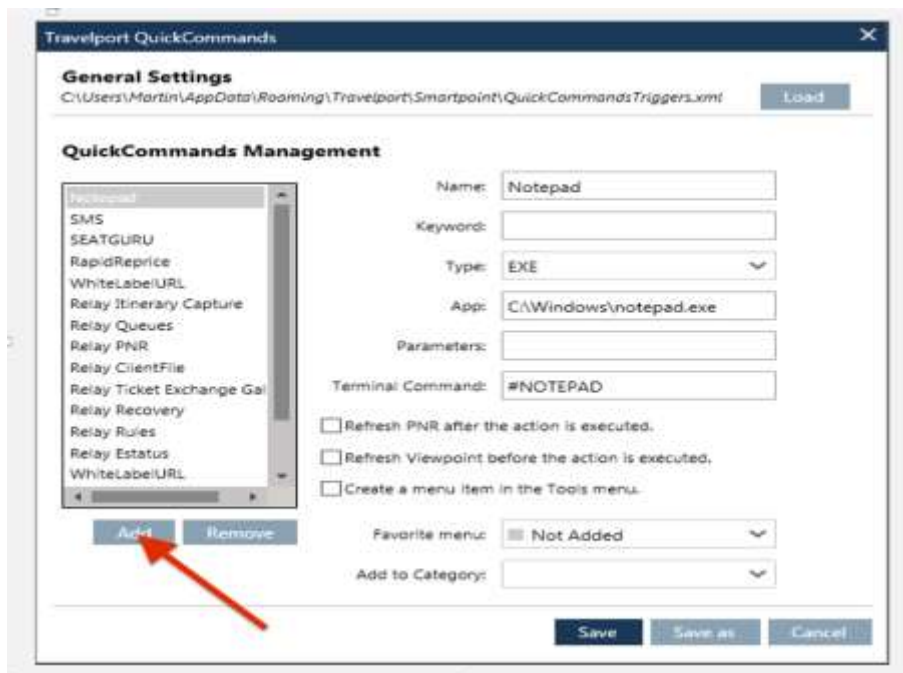 Travelport QuickCommands
General Settings
C:\Users\Martin\AppData\Roaming\Travelport\Smartpoint\QuickCommandsTriggers.xml
Load
QuickCommands Management
Notepad
SMS
SEATGURU
RapidReprice
WhiteLabelURL
Relay Itinerary Capture
Relay Queues
Relay PNR
Relay ClientFile
Relay Ticket Exchange Gal
Relay Recovery
Relay Rules
Relay Estatus
WhiteLabelURL
Add Remove
Name: Notepad
Keyword:
Type: EXE
App: C:\Windows\notepad.exe
Parameters:
Terminal Command: #NOTEPAD
Refresh PNR after the action is executed.
Refresh Viewpoint before the action is executed.
Create a menu item in the Tools menu.
Favorite menu: Not Added
Add to Category:
Save Save as Cancel